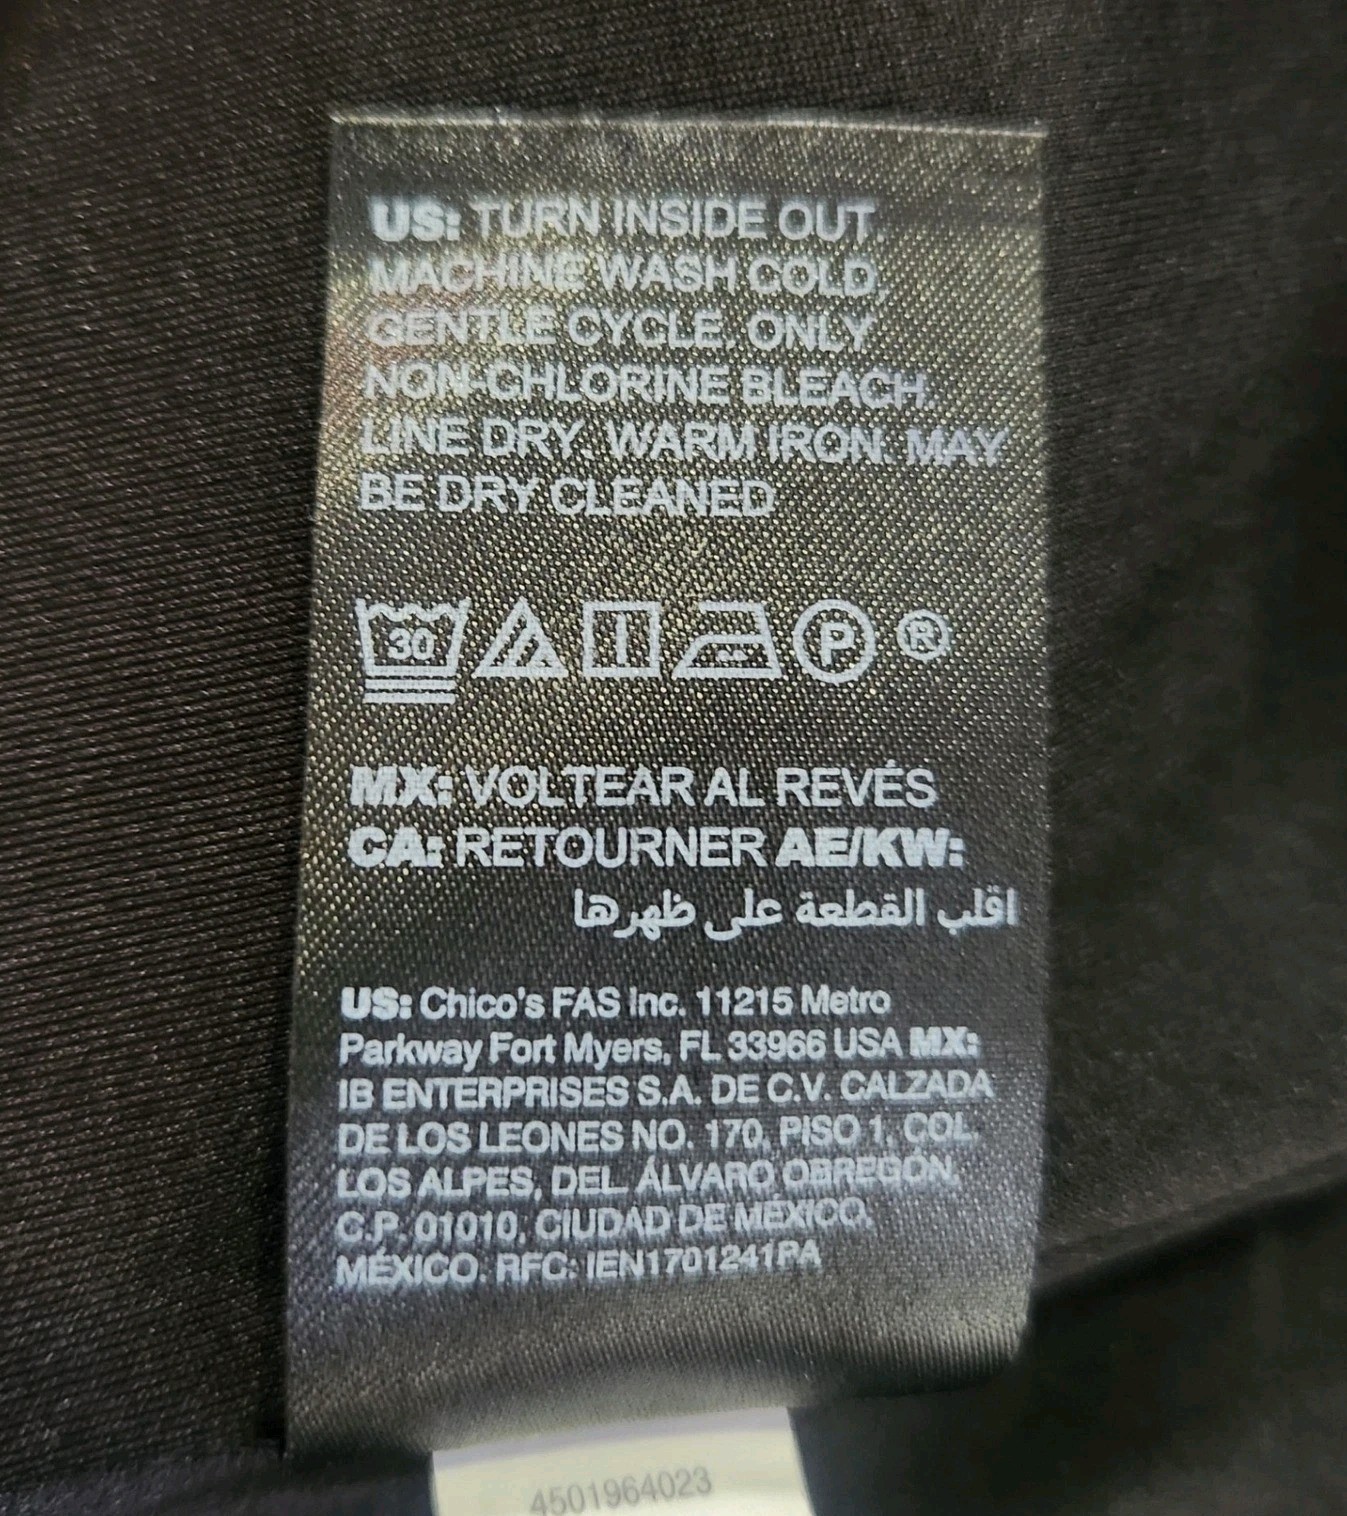 US: TURN INSIDE OUT.
MACHINE WASH COLD,
GENTLE CYCLE. ONLY
NON-CHLORINE BLEACH.
LINE DRY. WARM IRON. MAY
BE DRY CLEANED
30 P ®
MX: VOLTEAR AL REVÉS
CA: RETOURNER AE/KW:
اقلب القطعة على ظهرها
US: Chico's FAS Inc. 11215 Metro
Parkway Fort Myers, FL 33966 USA MX:
IB ENTERPRISES S.A. DE C.V. CALZADA
DE LOS LEONES NO. 170, PISO 1, COL.
LOS ALPES, DEL. ÁLVARO OBREGÓN,
C.P. 01010, CIUDAD DE MÉXICO,
MÉXICO. RFC: IEN1701241PA
4501964023